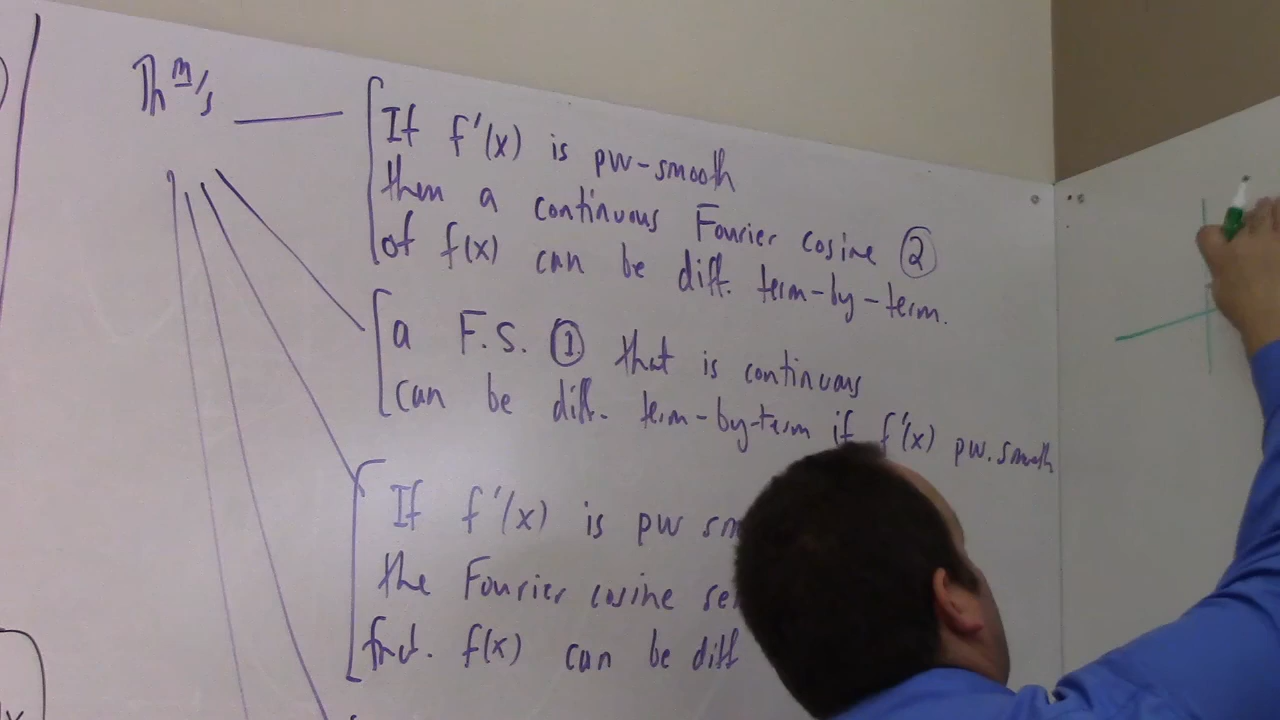 Thm/s
If f'(x) is pw-smooth
then a continuous Fourier cosine ②
of f(x) can be diff. term-by-term.
a F.S. ① that is continuous
can be diff. term-by-term if f'(x) pw. smooth
If f'(x) is pw sm
the Fourier cosine se
fnct. f(x) can be diff